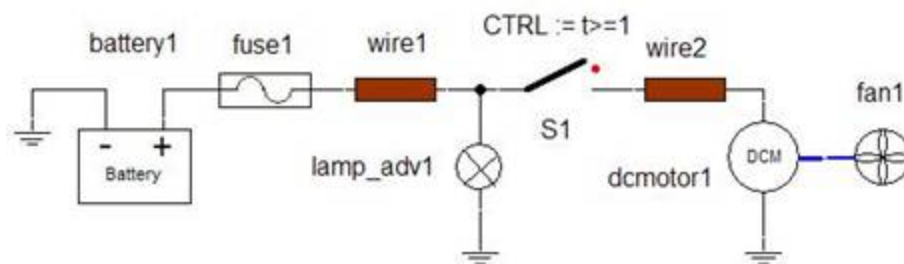 CTRL := t>=1
battery1
fuse1
wire1
wire2
fan1
S1
- +
Battery
lamp_adv1
dcmotor1
DCM